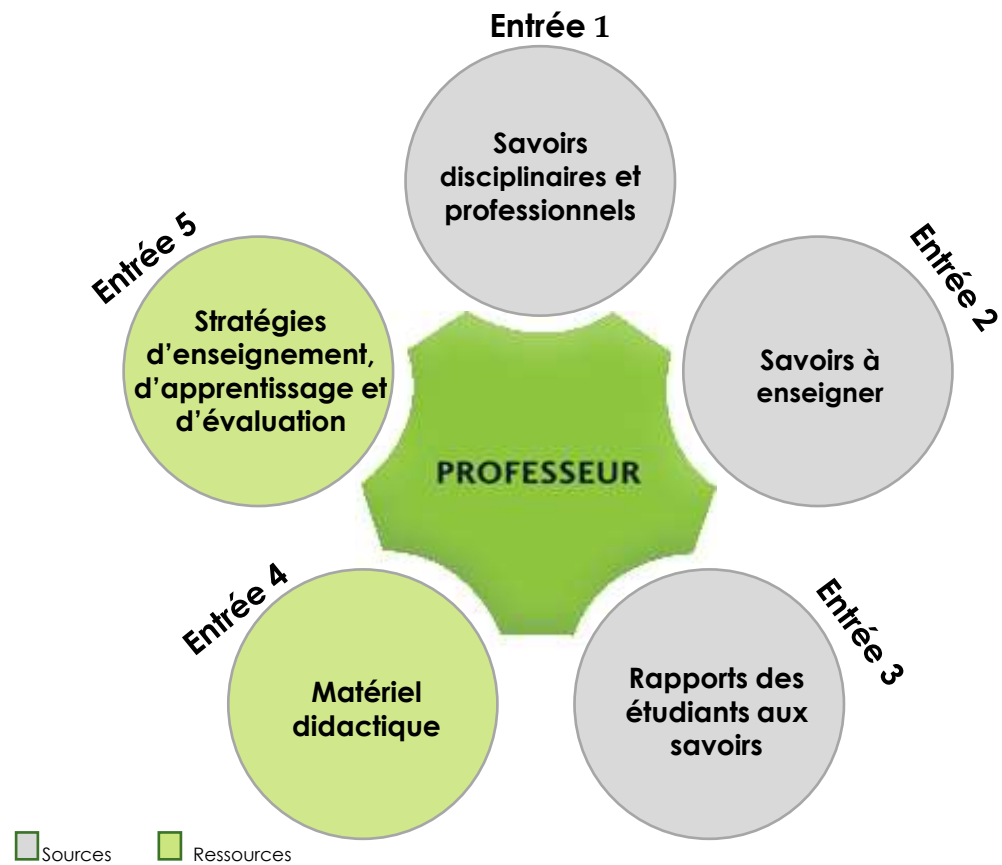 Entrée 1
Savoirs
disciplinaires et
professionnels
Entrée 2
Savoirs à
enseigner
Entrée 3
Rapports des
étudiants aux
savoirs
Entrée 4
Matériel
didactique
Entrée 5
Stratégies
d'enseignement,
d'apprentissage et
d'évaluation
PROFESSEUR
Sources
Ressources